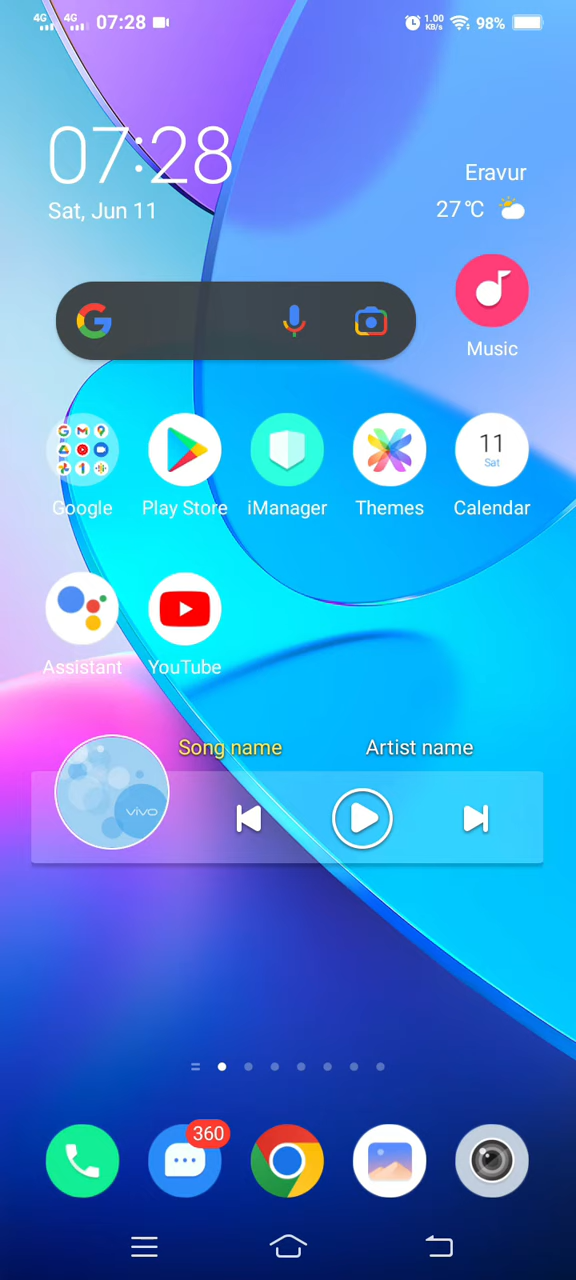 4G 4G 07:28 1.00 KB/s 98%
07:28
Sat, Jun 11
Eravur
27℃
Music
11
Sat
Google Play Store iManager Themes Calendar
Assistant YouTube
Song name Artist name
vivo
360